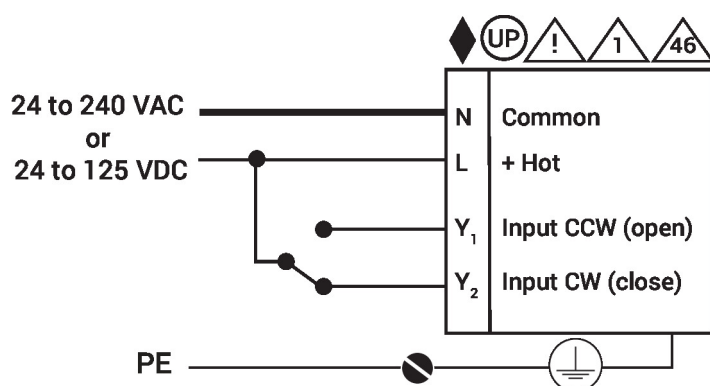 UP ! 1 46
24 to 240 VAC
or
24 to 125 VDC
N Common
L + Hot
Y1 Input CCW (open)
Y2 Input CW (close)
PE